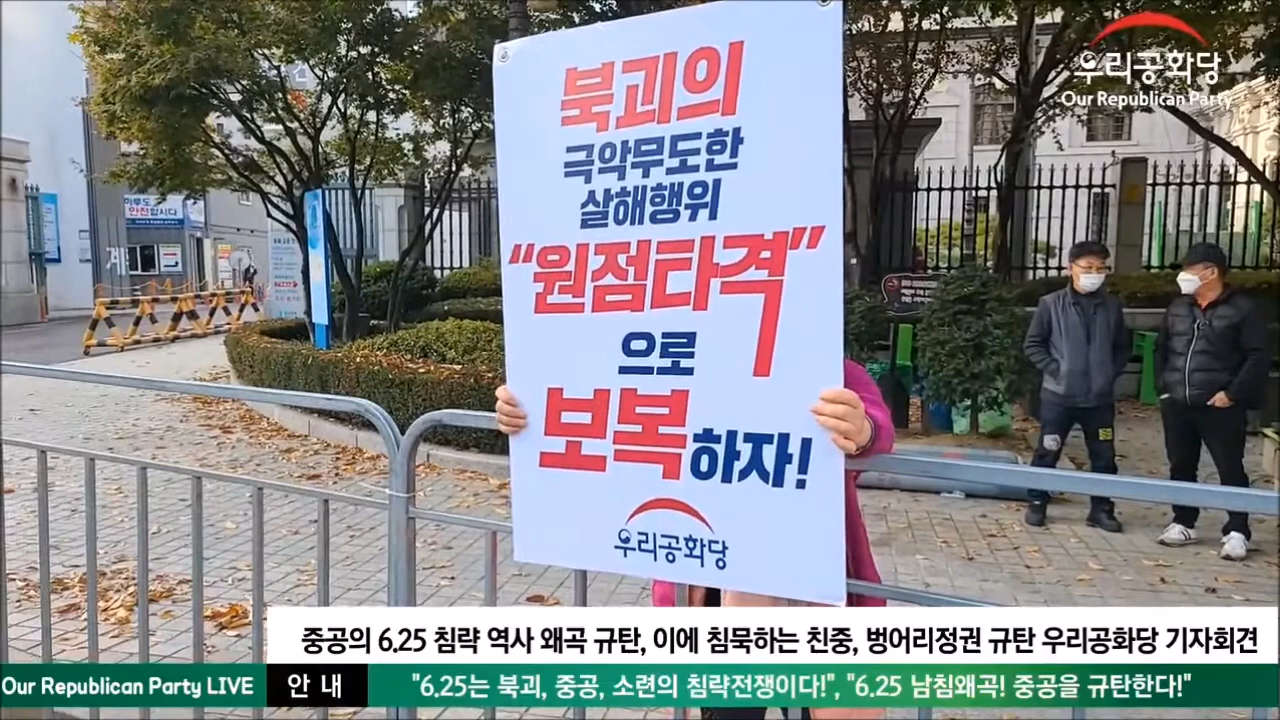 우리공화당
Our Republican Party
북괴의
극악무도한
살해행위
"원점타격"
으로
보복하자!
우리공화당
마루도
안전합시다
계
중공의 6.25 침략 역사 왜곡 규탄, 이에 침묵하는 친중, 벙어리정권 규탄 우리공화당 기자회견
Our Republican Party LIVE
안 내
"6.25는 북괴, 중공, 소련의 침략전쟁이다!", "6.25 남침왜곡! 중공을 규탄한다!"